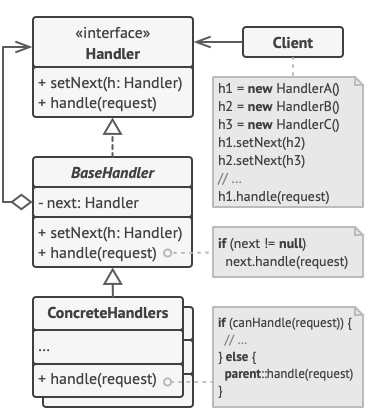 «interface»
Handler
+ setNext(h: Handler)
+ handle(request)
Client
h1 = new HandlerA()
h2 = new HandlerB()
h3 = new HandlerC()
h1.setNext(h2)
h2.setNext(h3)
// ...
h1.handle(request)
BaseHandler
- next: Handler
+ setNext(h: Handler)
+ handle(request)
if (next != null)
next.handle(request)
ConcreteHandlers
...
+ handle(request)
if (canHandle(request)) {
// ...
} else {
parent::handle(request)
}